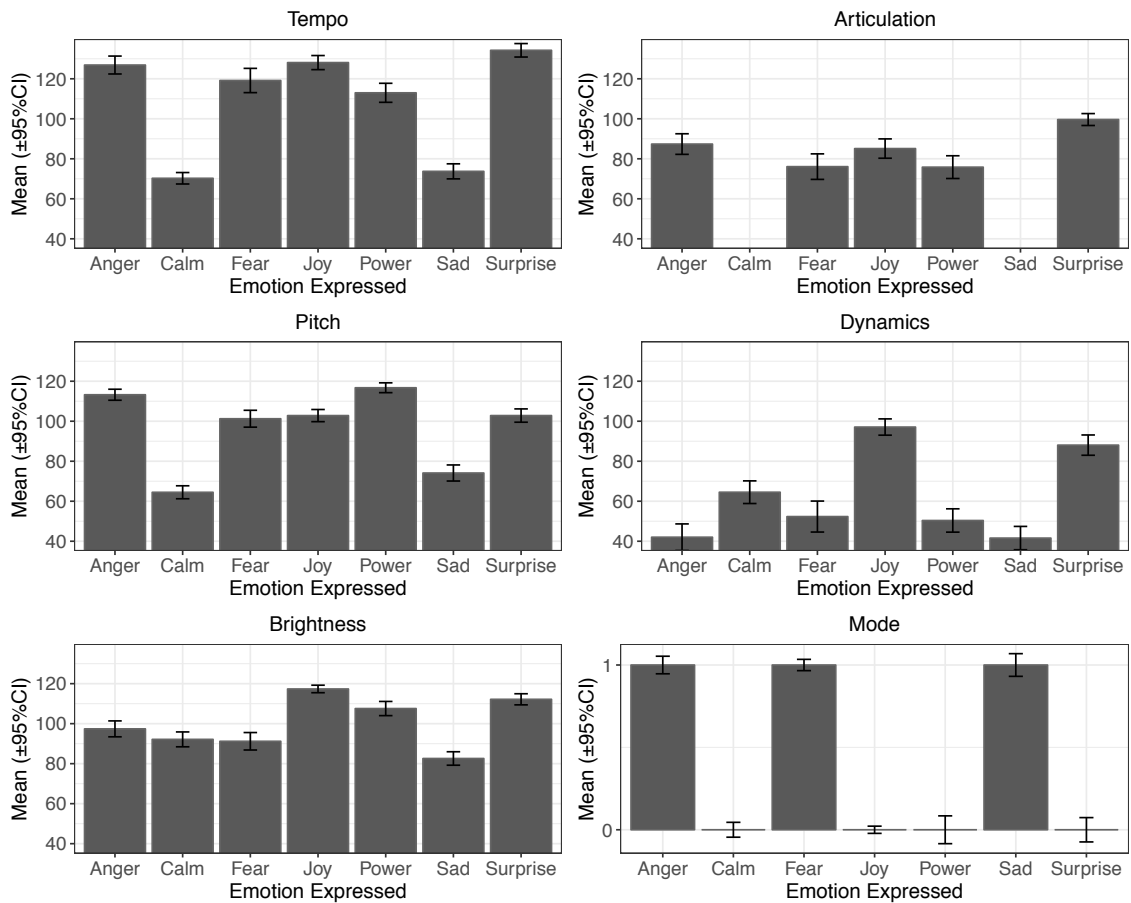 Tempo
Mean (±95%CI)
120
100
80
60
40
Anger Calm Fear Joy Power Sad Surprise
Emotion Expressed
Articulation
Mean (±95%CI)
120
100
80
60
40
Anger Calm Fear Joy Power Sad Surprise
Emotion Expressed
Pitch
Mean (±95%CI)
120
100
80
60
40
Anger Calm Fear Joy Power Sad Surprise
Emotion Expressed
Dynamics
Mean (±95%CI)
120
100
80
60
40
Anger Calm Fear Joy Power Sad Surprise
Emotion Expressed
Brightness
Mean (±95%CI)
120
100
80
60
40
Anger Calm Fear Joy Power Sad Surprise
Emotion Expressed
Mode
Mean (±95%CI)
1
0
Anger Calm Fear Joy Power Sad Surprise
Emotion Expressed